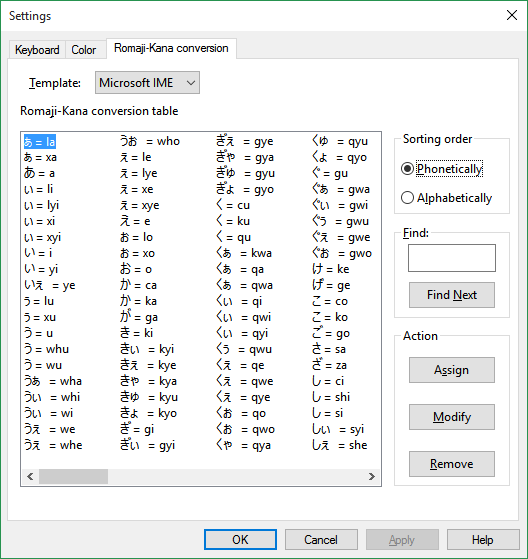 Settings
Keyboard
Color
Romaji-Kana conversion
Template:
Microsoft IME
Romaji-Kana conversion table
ぁ = la
ぁ = xa
あ = a
ぃ = li
ぃ = lyi
ぃ = xi
ぃ = xyi
い = i
い = yi
いぇ = ye
ぅ = lu
ぅ = xu
う = u
う = whu
う = wu
うぁ = wha
うぃ = whi
うぃ = wi
うぇ = we
うぇ = whe
うぉ = who
ぇ = le
ぇ = lye
ぇ = xe
ぇ = xye
え = e
ぉ = lo
ぉ = xo
お = o
か = ca
か = ka
が = ga
き = ki
きぃ = kyi
きぇ = kye
きゃ = kya
きゅ = kyu
きょ = kyo
ぎ = gi
ぎぃ = gyi
ぎぇ = gye
ぎゃ = gya
ぎゅ = gyu
ぎょ = gyo
く = cu
く = ku
く = qu
くぁ = kwa
くぁ = qa
くぁ = qwa
くぃ = qi
くぃ = qwi
くぃ = qyi
くぅ = qwu
くぇ = qe
くぇ = qwe
くぇ = qye
くぉ = qo
くぉ = qwo
くゃ = qya
くゅ = qyu
くょ = qyo
ぐ = gu
ぐぁ = gwa
ぐぃ = gwi
ぐぅ = gwu
ぐぇ = gwe
ぐぉ = gwo
け = ke
げ = ge
こ = co
こ = ko
ご = go
さ = sa
ざ = za
し = ci
し = shi
し = si
しぃ = syi
しぇ = she
Sorting order
Phonetically
Alphabetically
Find:
Find Next
Action
Assign
Modify
Remove
OK
Cancel
Apply
Help